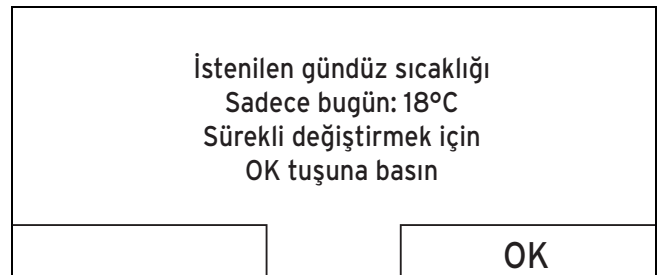 İstenilen gündüz sıcaklığı
Sadece bugün: 18°C
Sürekli değiştirmek için
OK tuşuna basın
OK